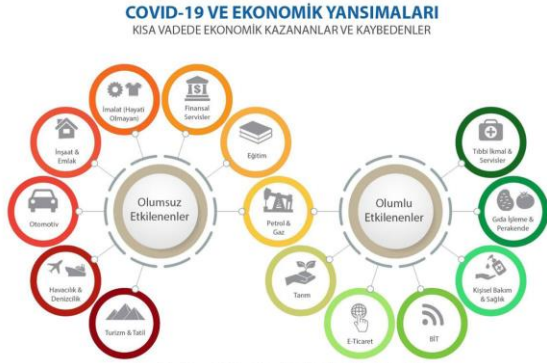 COVID-19 VE EKONOMİK YANSIMALARI
KISA VADEDE EKONOMİK KAZANANLAR VE KAYBEDENLER
İmalat (Hayati
Olmayan)
Finansal
Servisler
İnşaat &
Emlak
Eğitim
Otomotiv
Olumsuz
Etkilenenler
Petrol &
Gaz
Havacılık &
Denizcilik
Turizm & Tatil
Olumlu
Etkilenenler
Tıbbi İkmal &
Servisler
Gıda İşleme &
Perakende
Kişisel Bakım
& Sağlık
BİT
E-Ticaret
Tarım